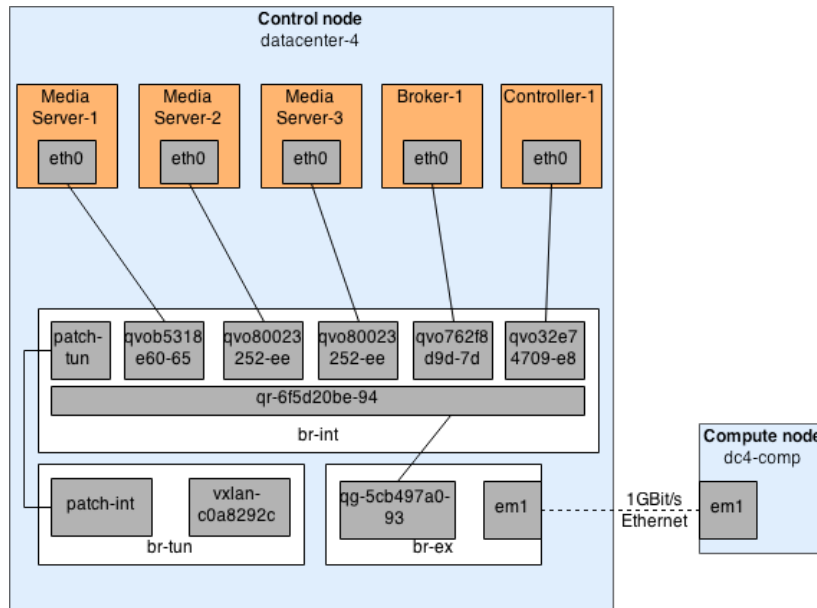 Control node
datacenter-4
Media
Server-1
Media
Server-2
Media
Server-3
Broker-1
Controller-1
eth0
eth0
eth0
eth0
eth0
patch-
tun
qvob5318
e60-65
qvo80023
252-ee
qvo80023
252-ee
qvo762f8
d9d-7d
qvo32e7
4709-e8
qr-6f5d20be-94
br-int
Compute node
dc4-comp
patch-int
vxlan-
c0a8292c
br-tun
qg-5cb497a0-
93
em1
br-ex
1GBit/s
Ethernet
em1